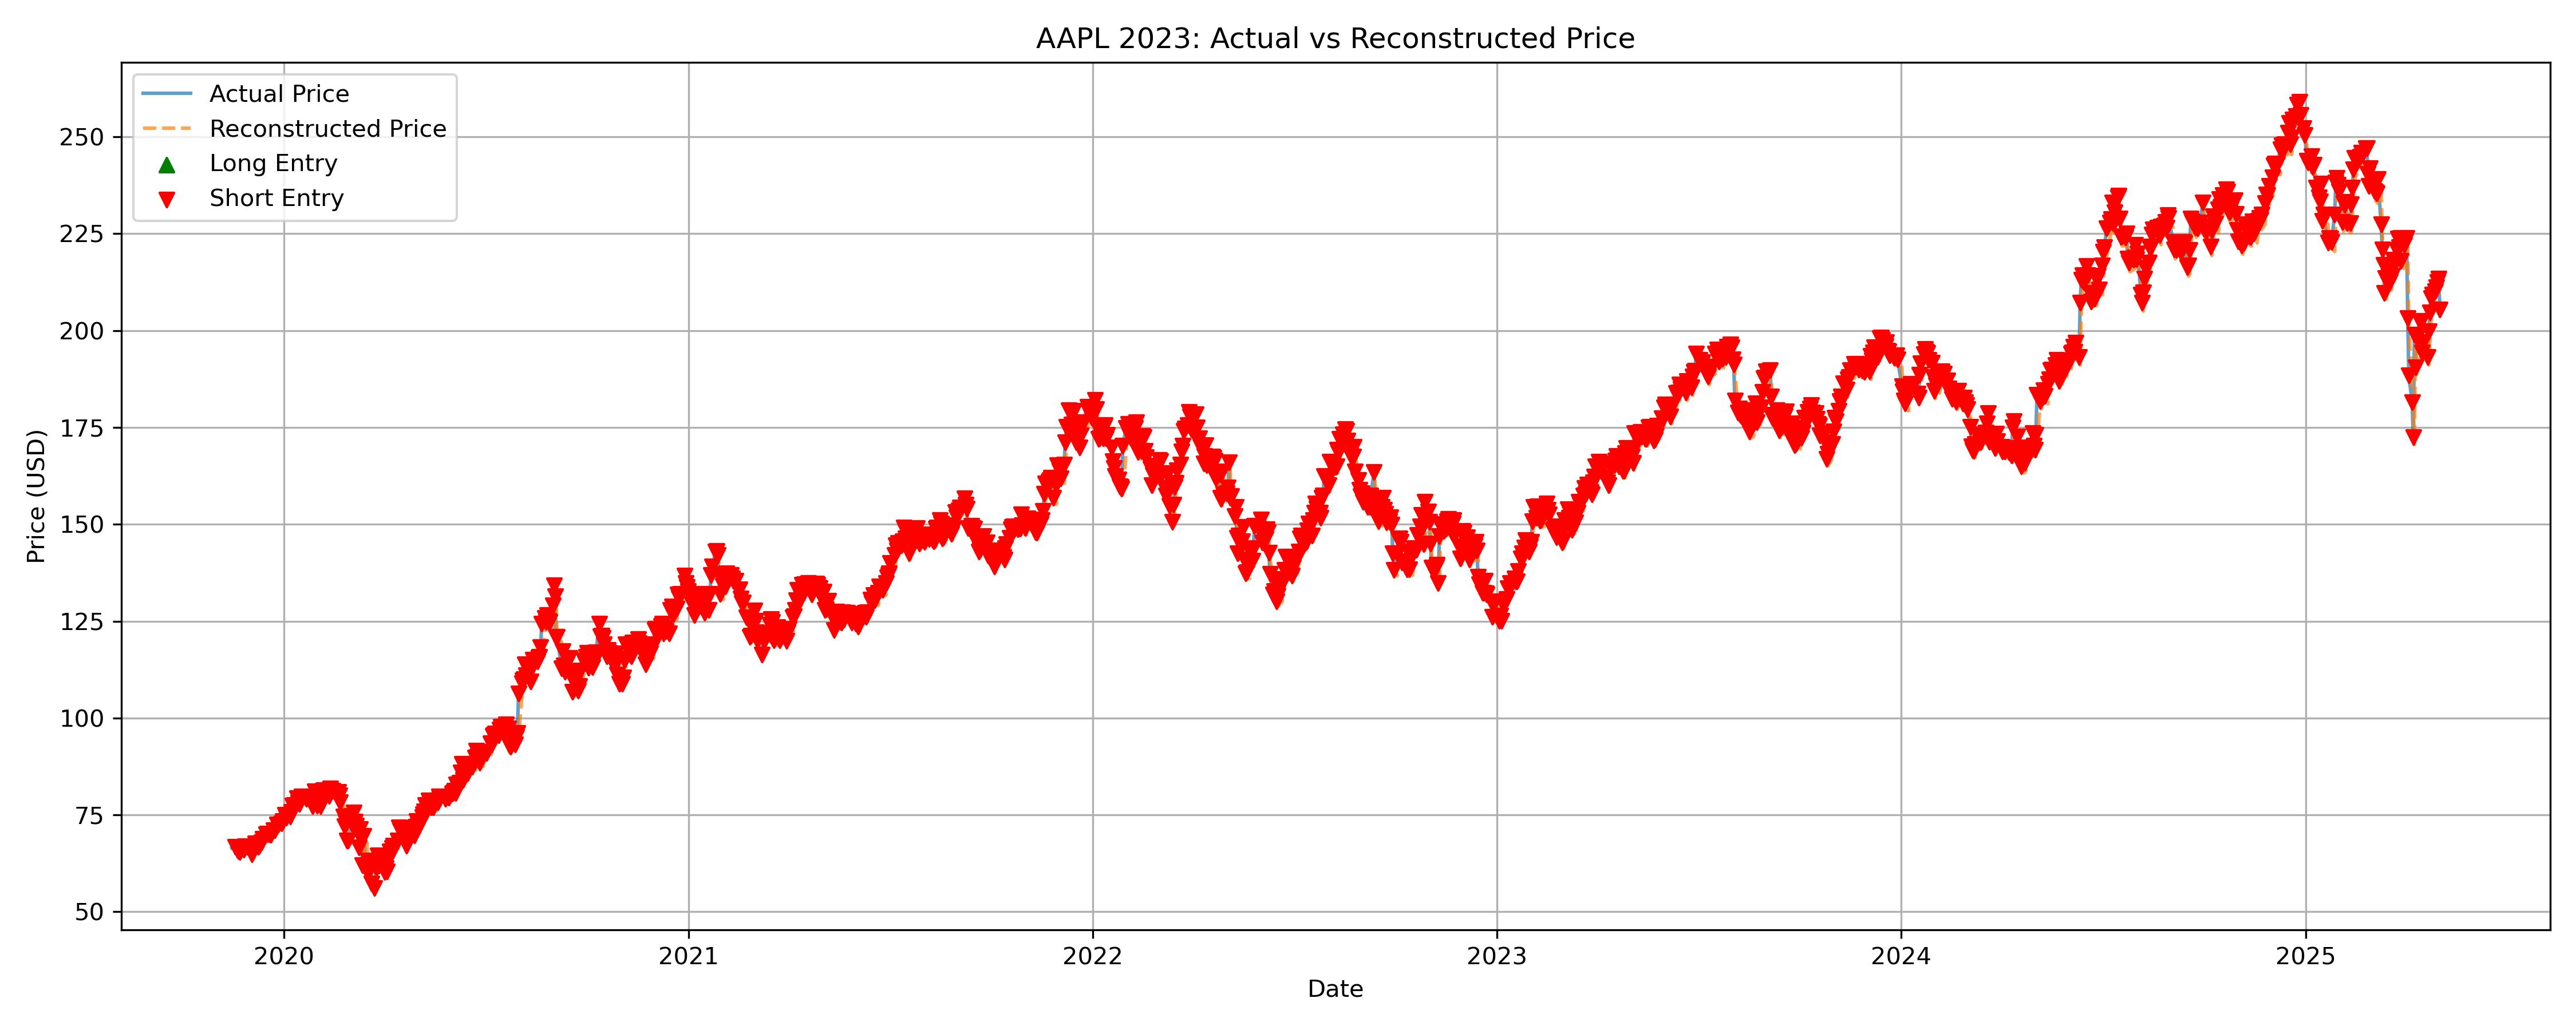 AAPL 2023: Actual vs Reconstructed Price
Actual Price
Reconstructed Price
Long Entry
Short Entry
Price (USD)
250
225
200
175
150
125
100
75
50
2020
2021
2022
2023
2024
2025
Date